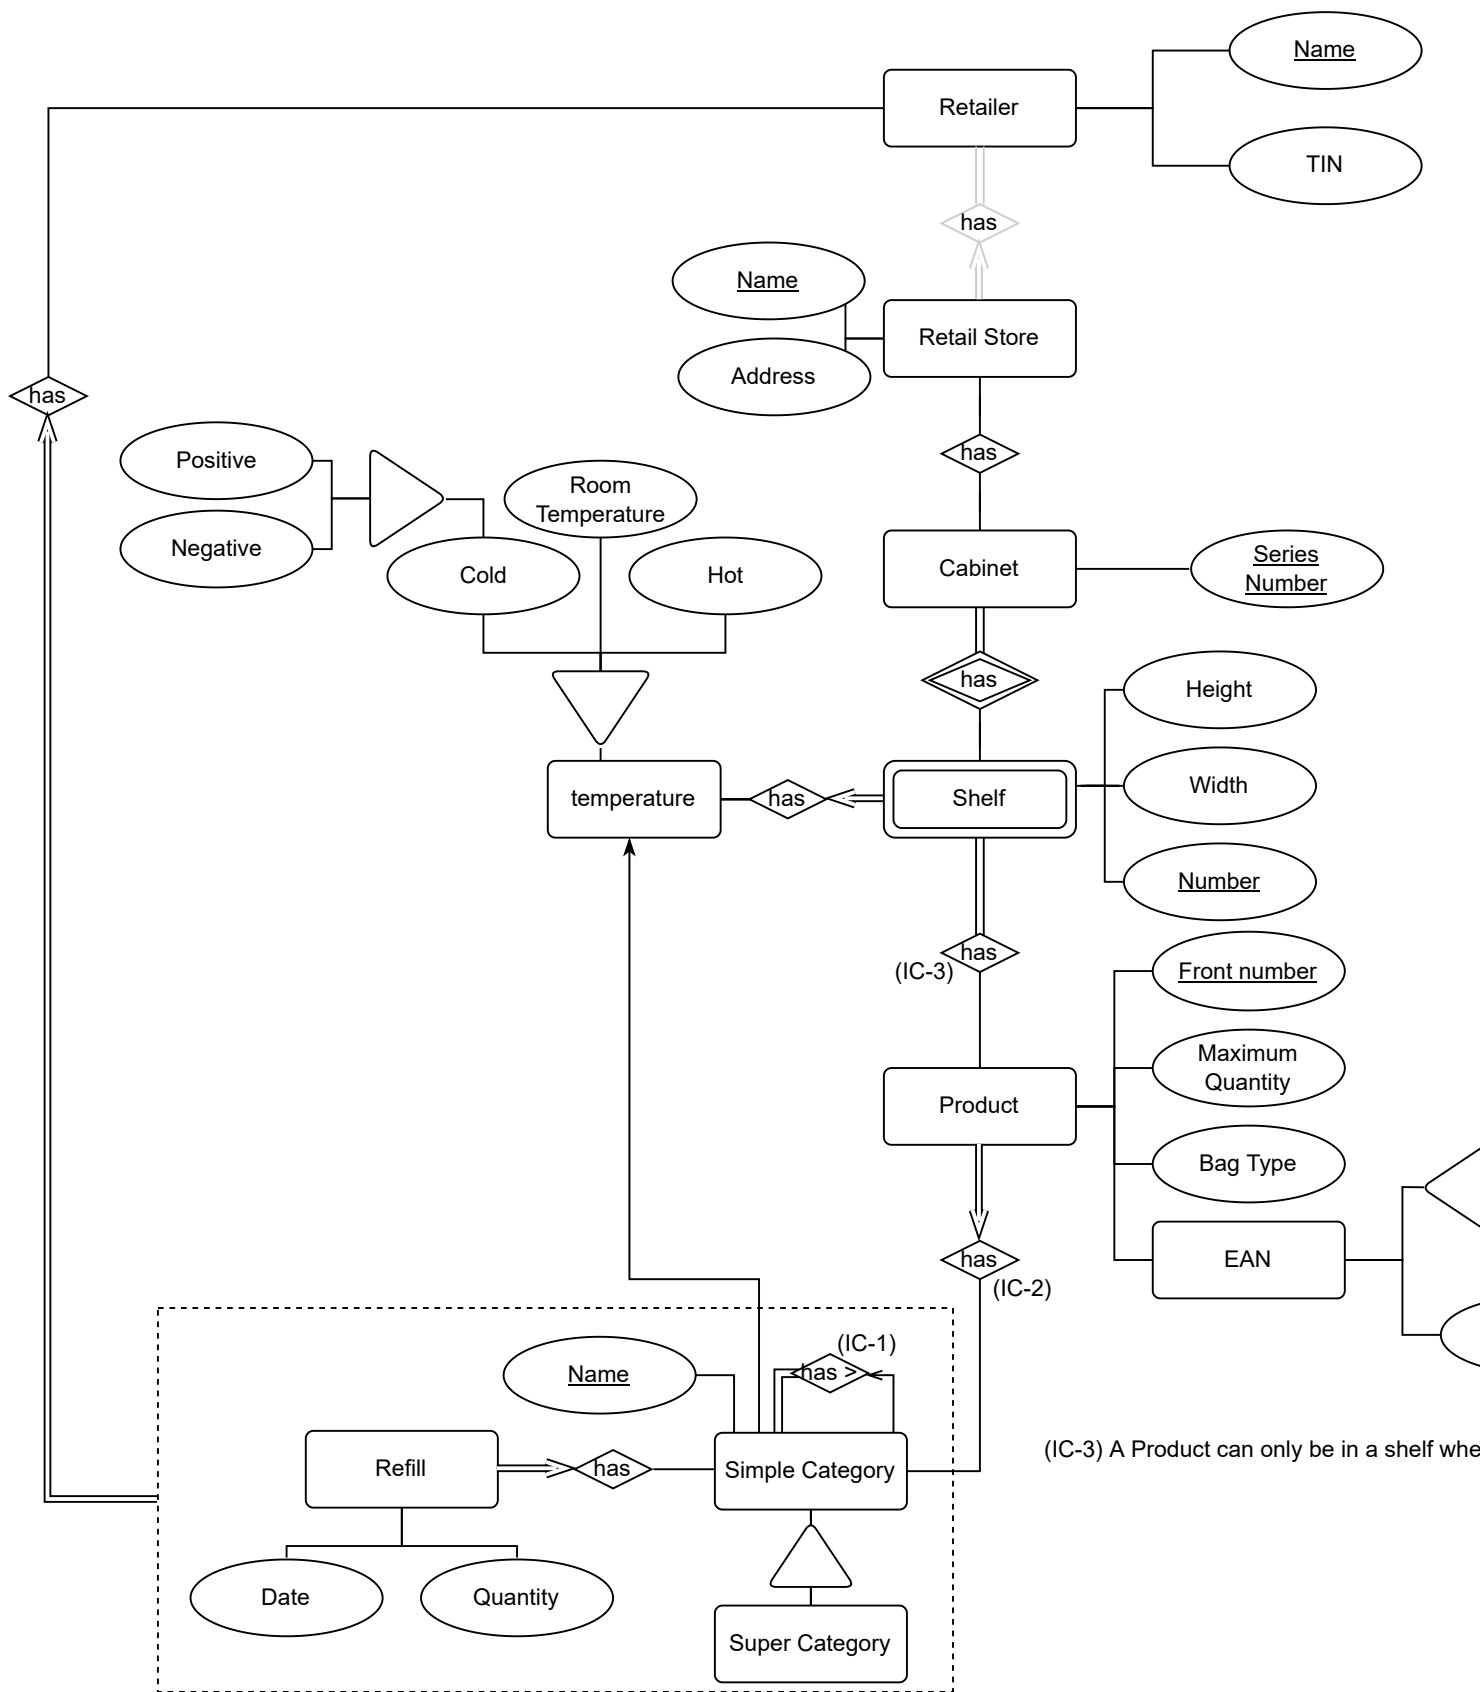 Name
Retailer
TIN
has
Name
Retail Store
Address
has
has
Positive
Room
Temperature
Negative
Cold
Hot
Cabinet
Series
Number
has
Height
temperature
has
Shelf
Width
Number
has
(IC-3)
Front number
Maximum
Quantity
Product
Bag Type
has
(IC-2)
EAN
(IC-1)
Name
has >
(IC-3) A Product can only be in a shelf whe
Refill
has
Simple Category
Date
Quantity
Super Category